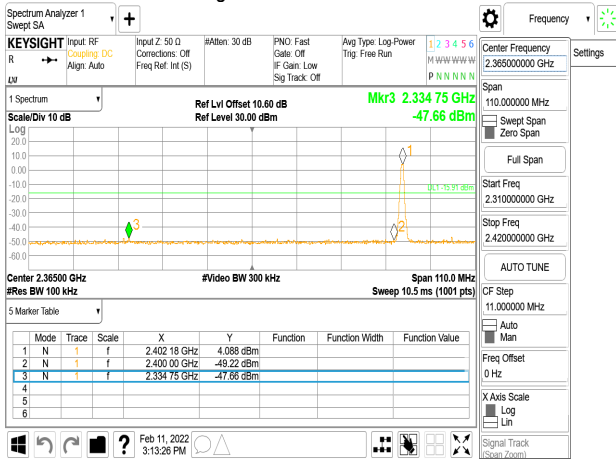 Spectrum Analyzer 1
Swept SA
Frequency
KEYSIGHT
R
LXI
Input: RF
Coupling: DC
Align: Auto
Input Z: 50 Ω
Corrections: Off
Freq Ref: Int (S)
#Atten: 30 dB
PNO: Fast
Gate: Off
IF Gain: Low
Sig Track: Off
Avg Type: Log-Power
Trig: Free Run
1 2 3 4 5 6
M W W W W W
P N N N N N
1 Spectrum
Scale/Div 10 dB
Ref Lvl Offset 10.60 dB
Ref Level 30.00 dBm
Mkr3 2.334 75 GHz
-47.66 dBm
Log
20.0
10.0
0.00
-10.0
-20.0
-30.0
-40.0
-50.0
-60.0
1
2
3
DL1 -15.91 dBm
Center 2.36500 GHz
#Res BW 100 kHz
#Video BW 300 kHz
Span 110.0 MHz
Sweep 10.5 ms (1001 pts)
5 Marker Table
Mode Trace Scale X Y Function Function Width Function Value
1 N 1 f 2.402 18 GHz 4.088 dBm
2 N 1 f 2.400 00 GHz -49.22 dBm
3 N 1 f 2.334 75 GHz -47.66 dBm
4
5
6
?
Feb 11, 2022
3:13:26 PM
Center Frequency
2.365000000 GHz
Settings
Span
110.000000 MHz
Swept Span
Zero Span
Full Span
Start Freq
2.310000000 GHz
Stop Freq
2.420000000 GHz
AUTO TUNE
CF Step
11.000000 MHz
Auto
Man
Freq Offset
0 Hz
X Axis Scale
Log
Lin
Signal Track
(Span Zoom)